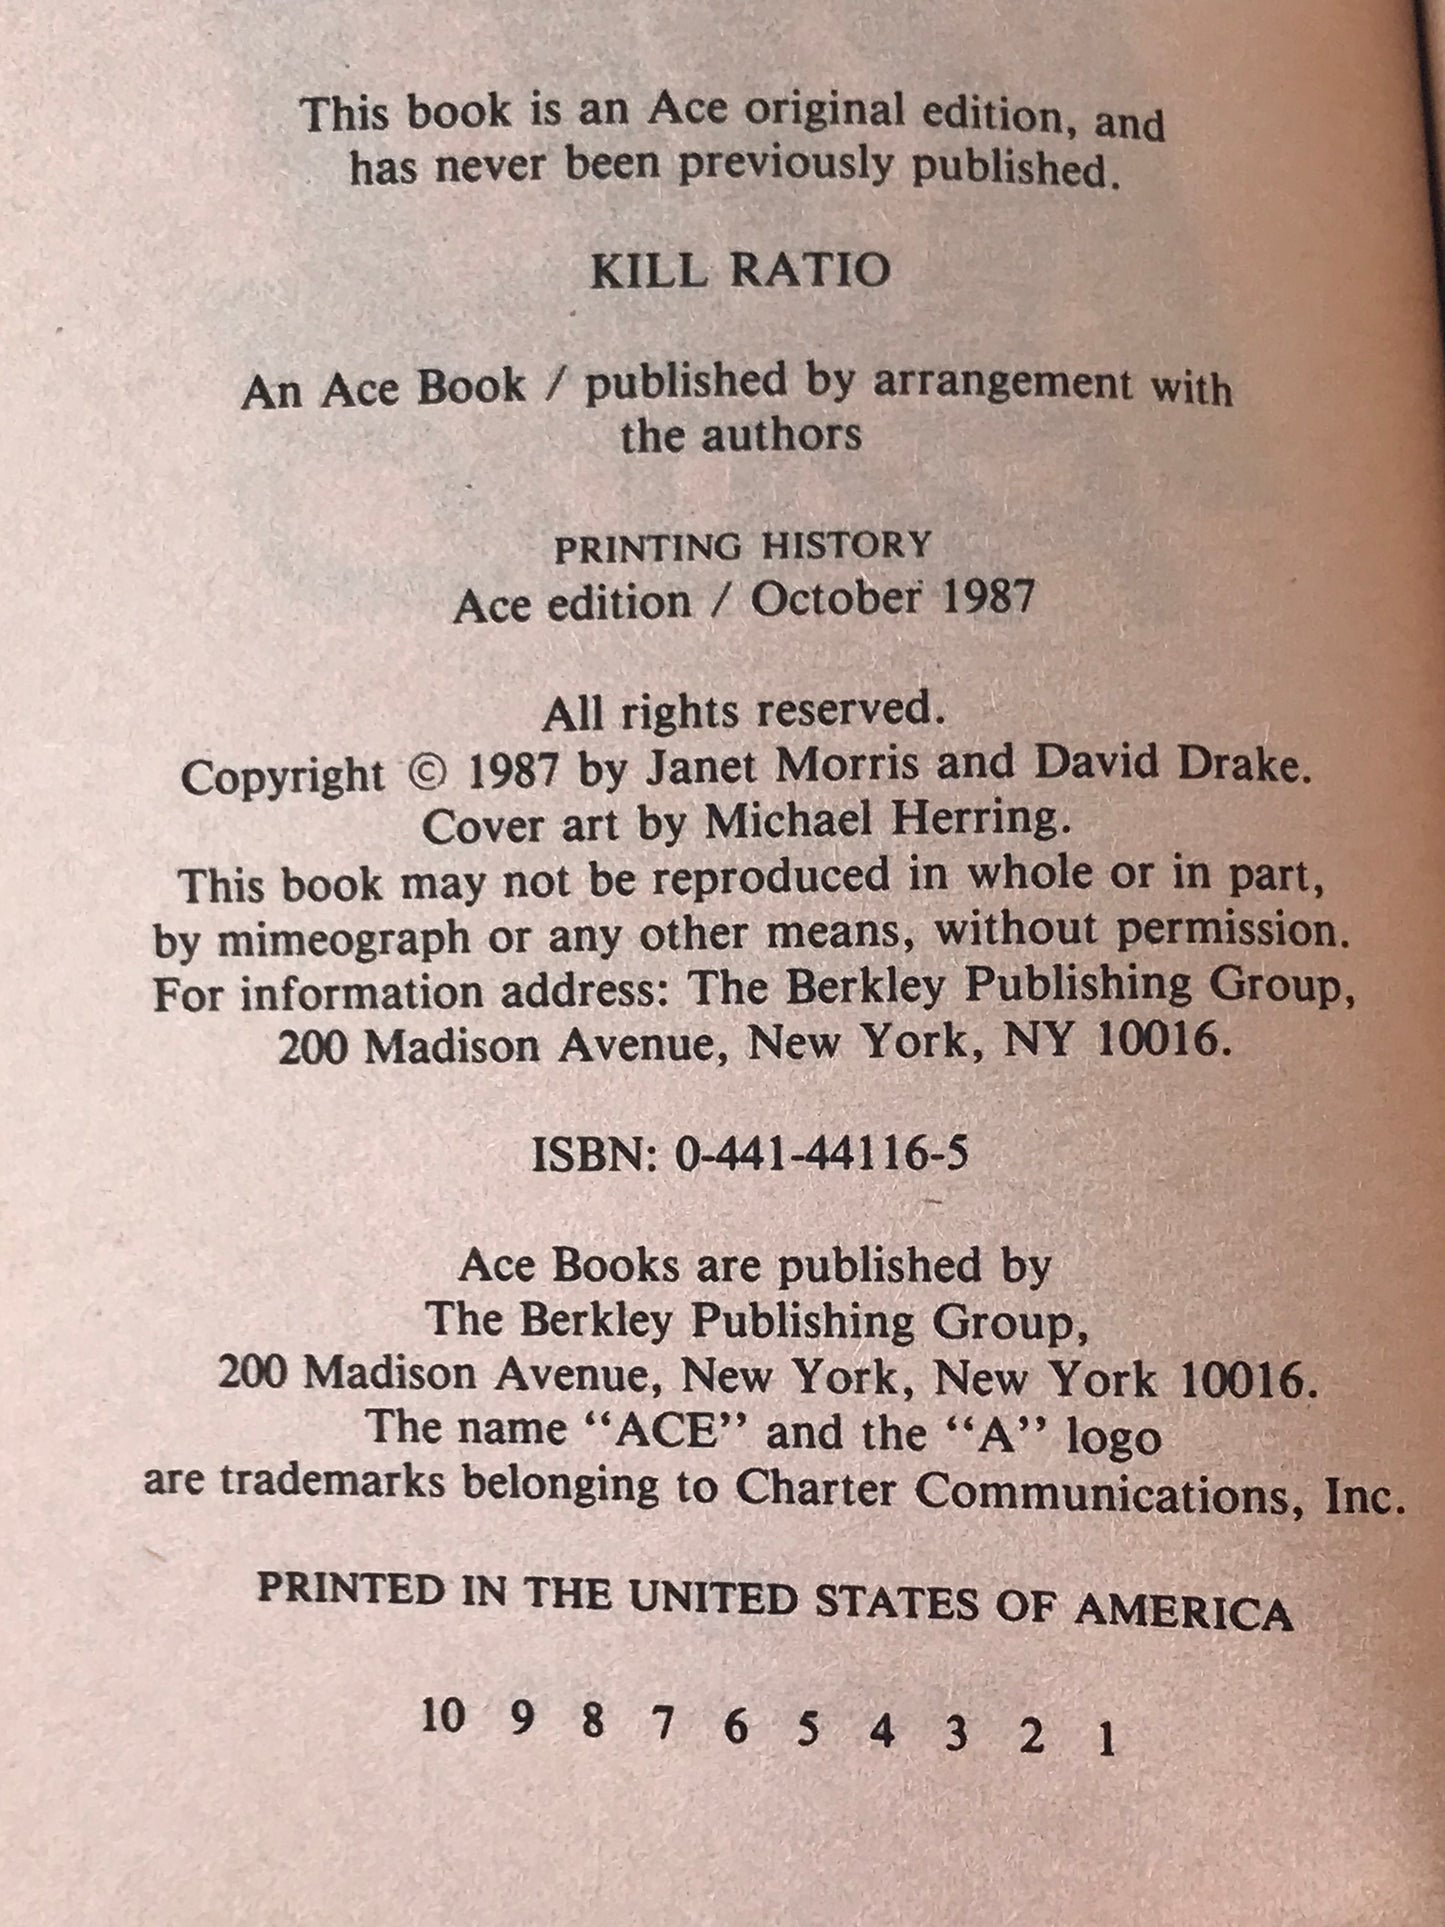 This book is an Ace original edition, and
has never been previously published.
KILL RATIO
An Ace Book / published by arrangement with
the authors
PRINTING HISTORY
Ace edition / October 1987
All rights reserved.
Copyright © 1987 by Janet Morris and David Drake.
Cover art by Michael Herring.
This book may not be reproduced in whole or in part,
by mimeograph or any other means, without permission.
For information address: The Berkley Publishing Group,
200 Madison Avenue, New York, NY 10016.
ISBN: 0-441-44116-5
Ace Books are published by
The Berkley Publishing Group,
200 Madison Avenue, New York, New York 10016.
The name “ACE” and the “A” logo
are trademarks belonging to Charter Communications, Inc.
PRINTED IN THE UNITED STATES OF AMERICA
10 9 8 7 6 5 4 3 2 1